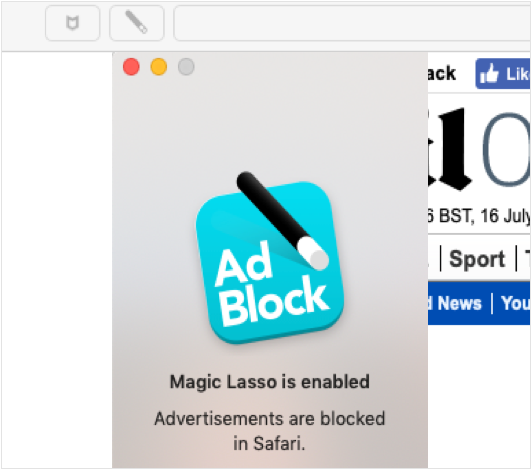 ack
Lik
6 BST, 16 July
Sport
d News
You
Ad
Block
Magic Lasso is enabled
Advertisements are blocked
in Safari.